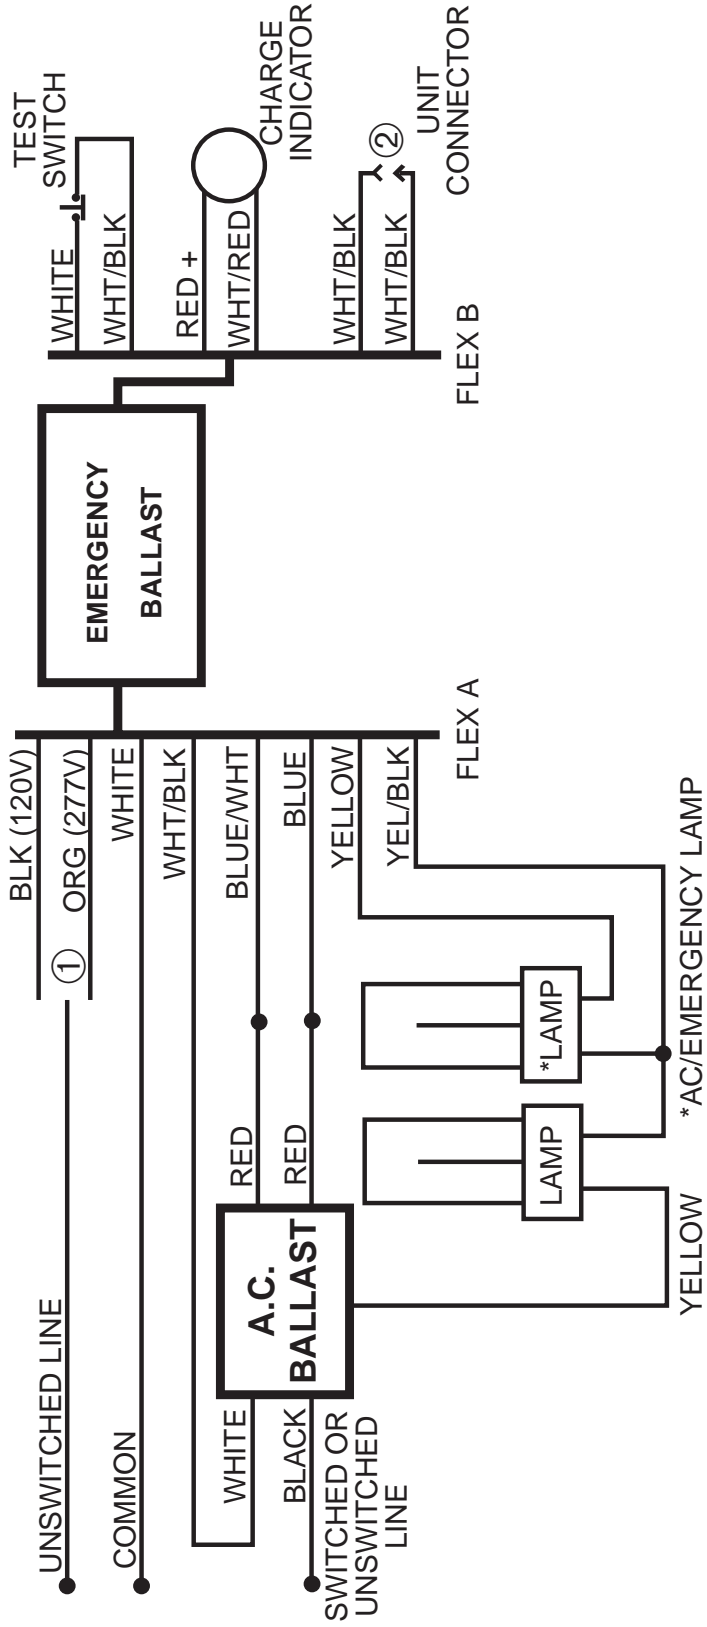 UNSWITCHED LINE
COMMON
BLK (120V)
①
ORG (277V)
WHITE
WHT/BLK
BLUE/WHT
BLUE
YELLOW
YEL/BLK
FLEX A
EMERGENCY
BALLAST
FLEX B
WHITE
TEST
SWITCH
WHT/BLK
RED +
WHT/RED
CHARGE
INDICATOR
WHT/BLK
②
WHT/BLK
UNIT
CONNECTOR
WHITE
BLACK
SWITCHED OR
UNSWITCHED
LINE
A.C.
BALLAST
RED
RED
LAMP
*LAMP
YELLOW
*AC/EMERGENCY LAMP